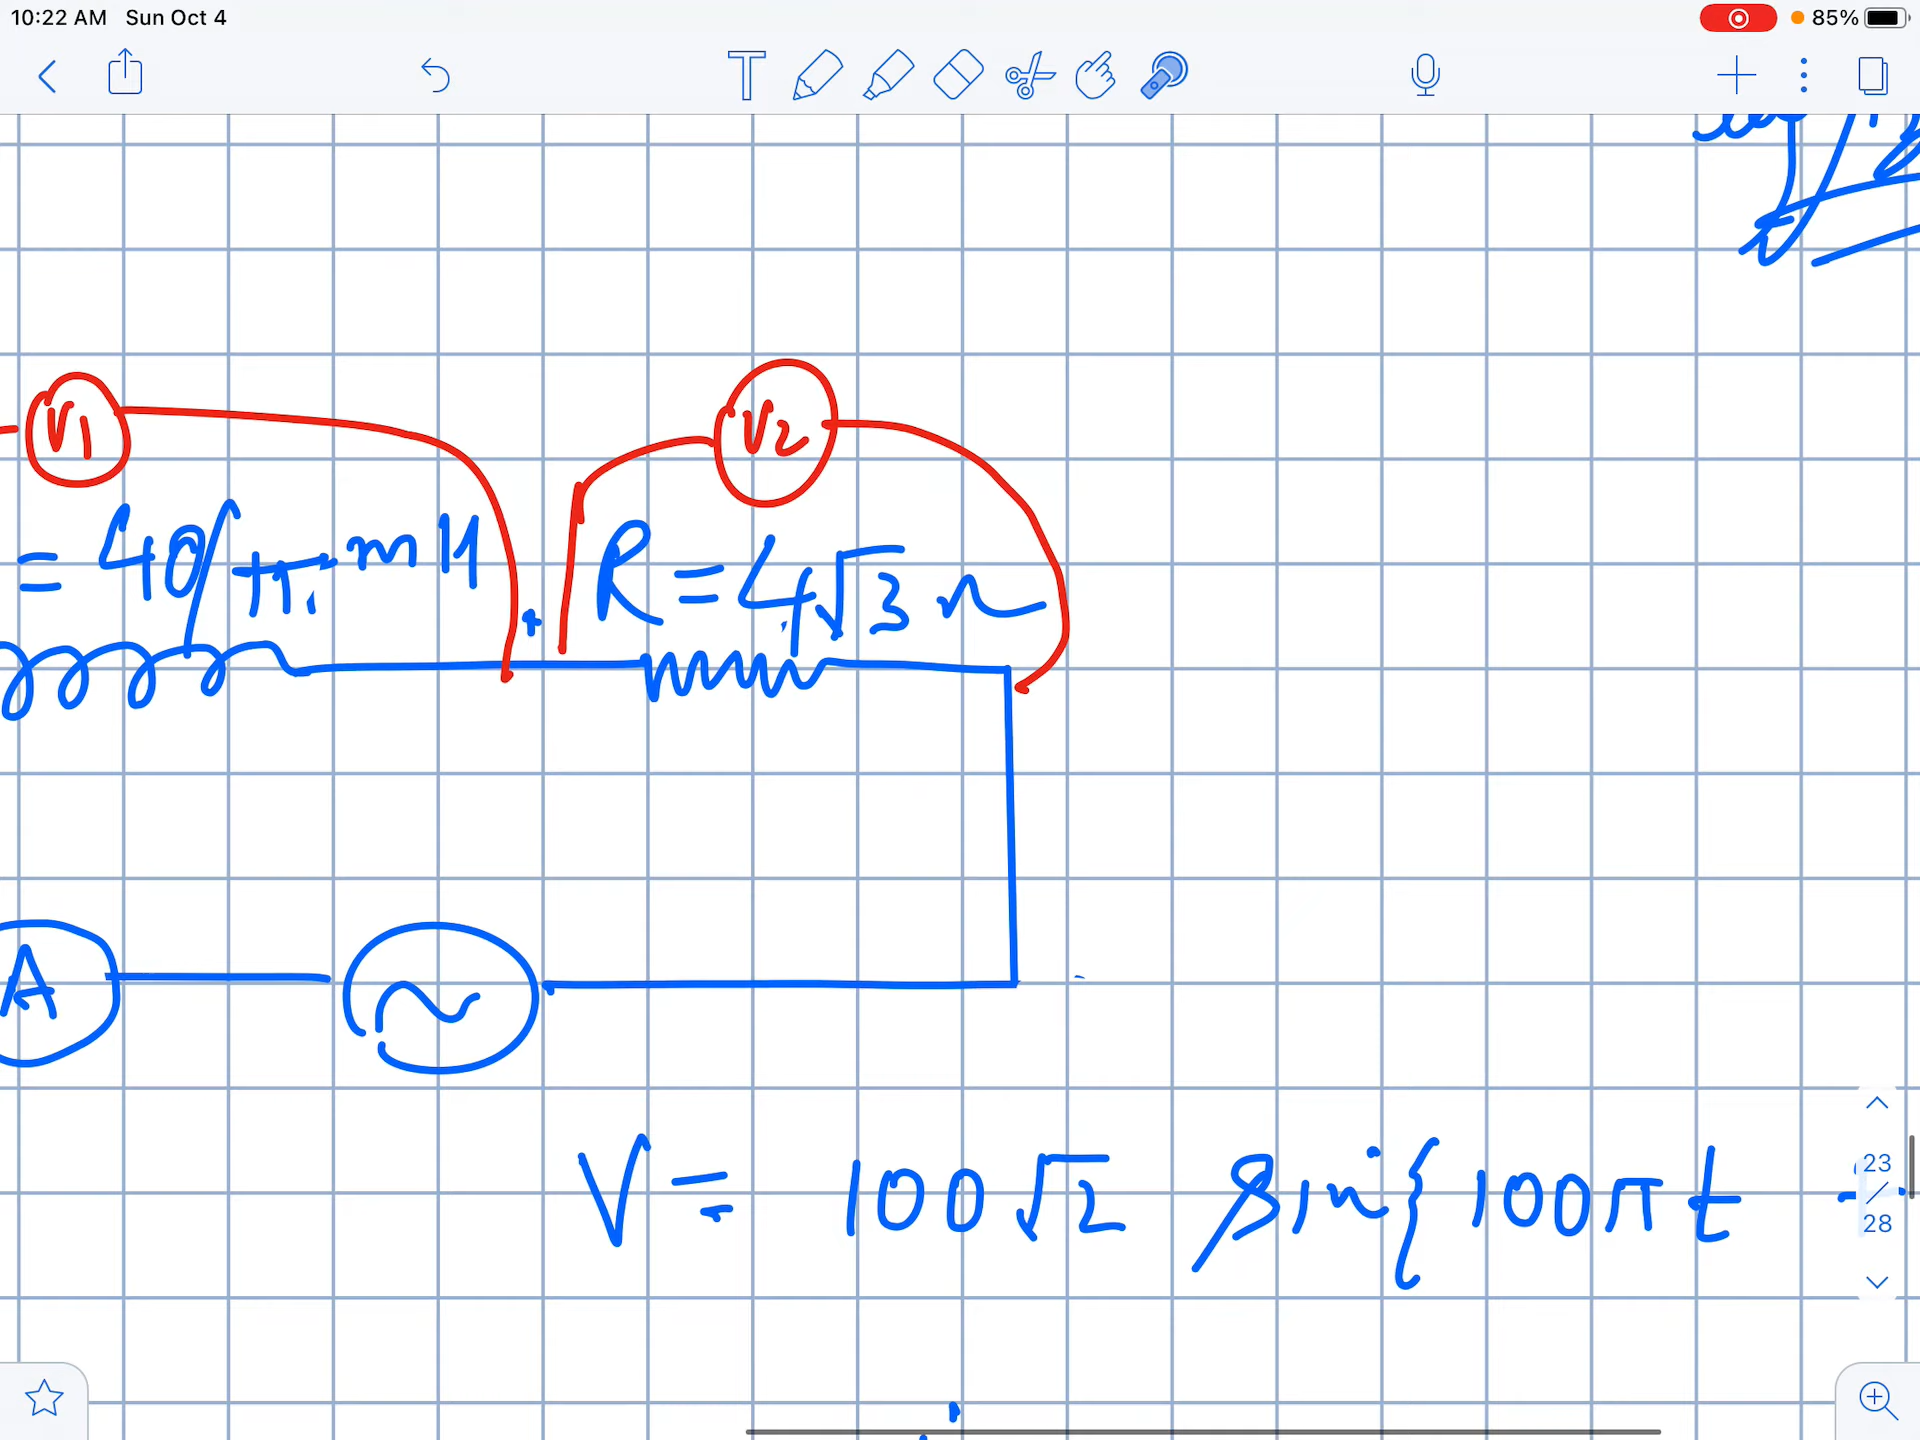 10:22 AM Sun Oct 4
85%
T
V1
V2
= 40/π mH
R = 4√3 Ω
A
V = 100√2 sin{100πt
23
/
28